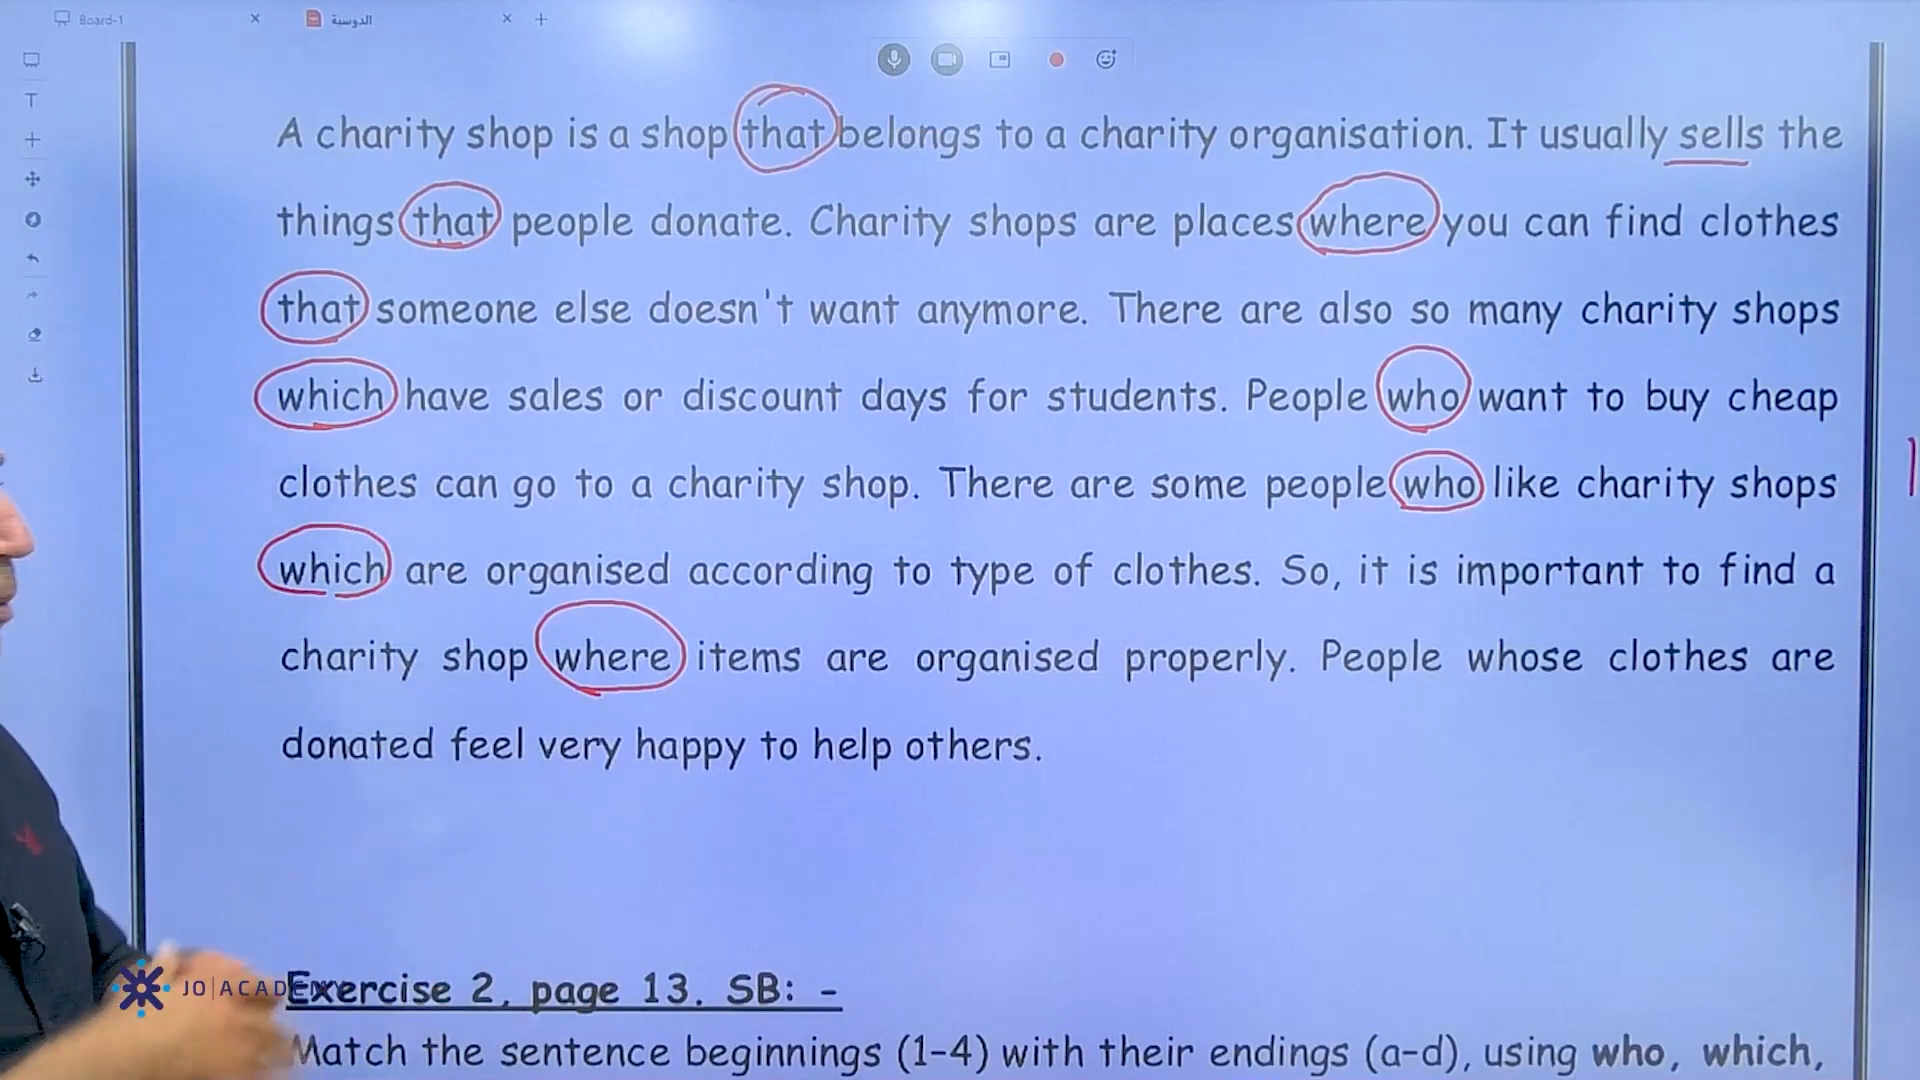 Board-1
الدوسية
A charity shop is a shop that belongs to a charity organisation. It usually sells the
things that people donate. Charity shops are places where you can find clothes
that someone else doesn't want anymore. There are also so many charity shops
which have sales or discount days for students. People who want to buy cheap
clothes can go to a charity shop. There are some people who like charity shops
which are organised according to type of clothes. So, it is important to find a
charity shop where items are organised properly. People whose clothes are
donated feel very happy to help others.
JO|ACADEMY
Exercise 2, page 13. SB: -
Match the sentence beginnings (1-4) with their endings (a-d), using who, which,